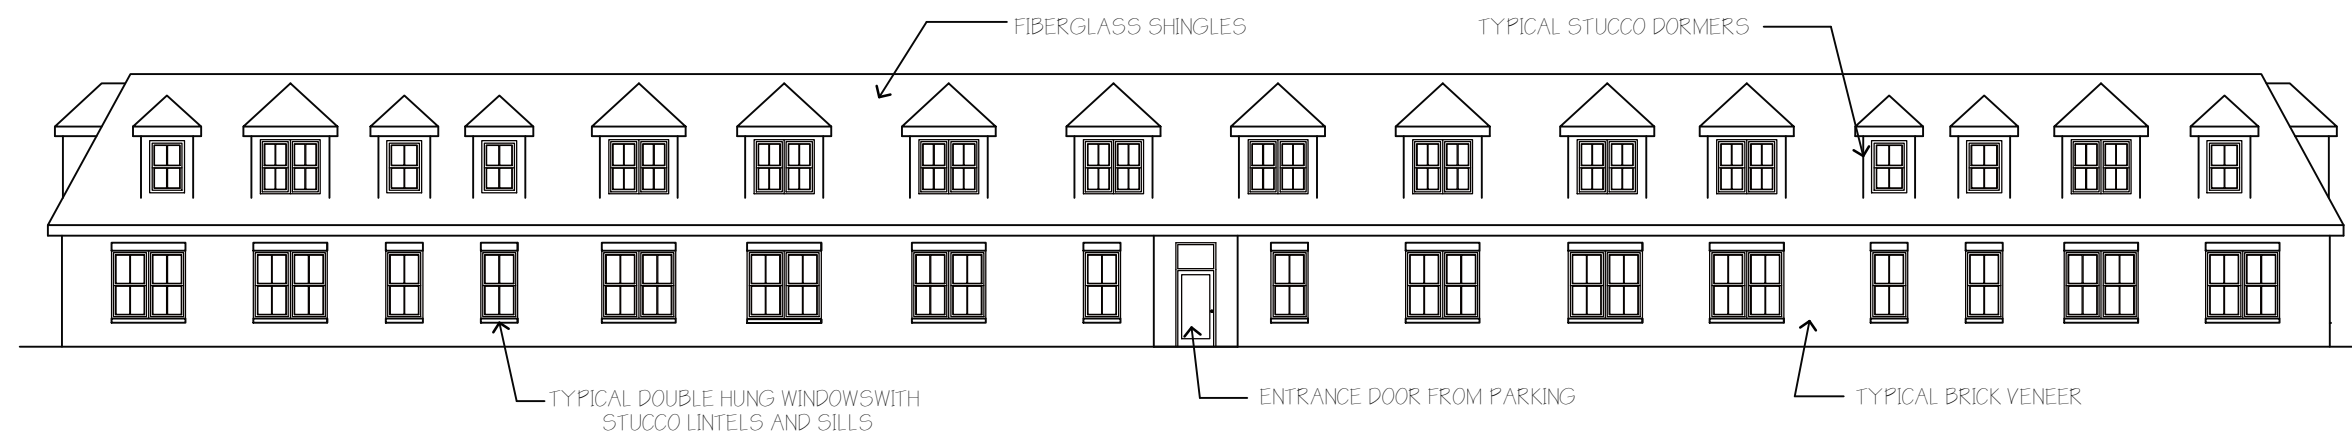 FIBERGLASS SHINGLES
TYPICAL STUCCO DORMERS
TYPICAL DOUBLE HUNG WINDOWSWITH
STUCCO LINTELS AND SILLS
ENTRANCE DOOR FROM PARKING
TYPICAL BRICK VENEER